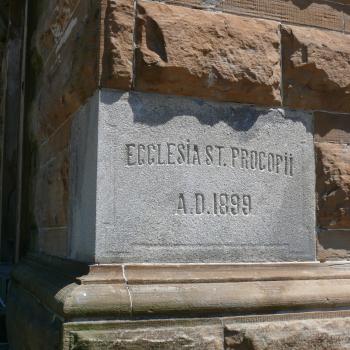 ECCLESIA ST. PROCOPII
A.D. 1899